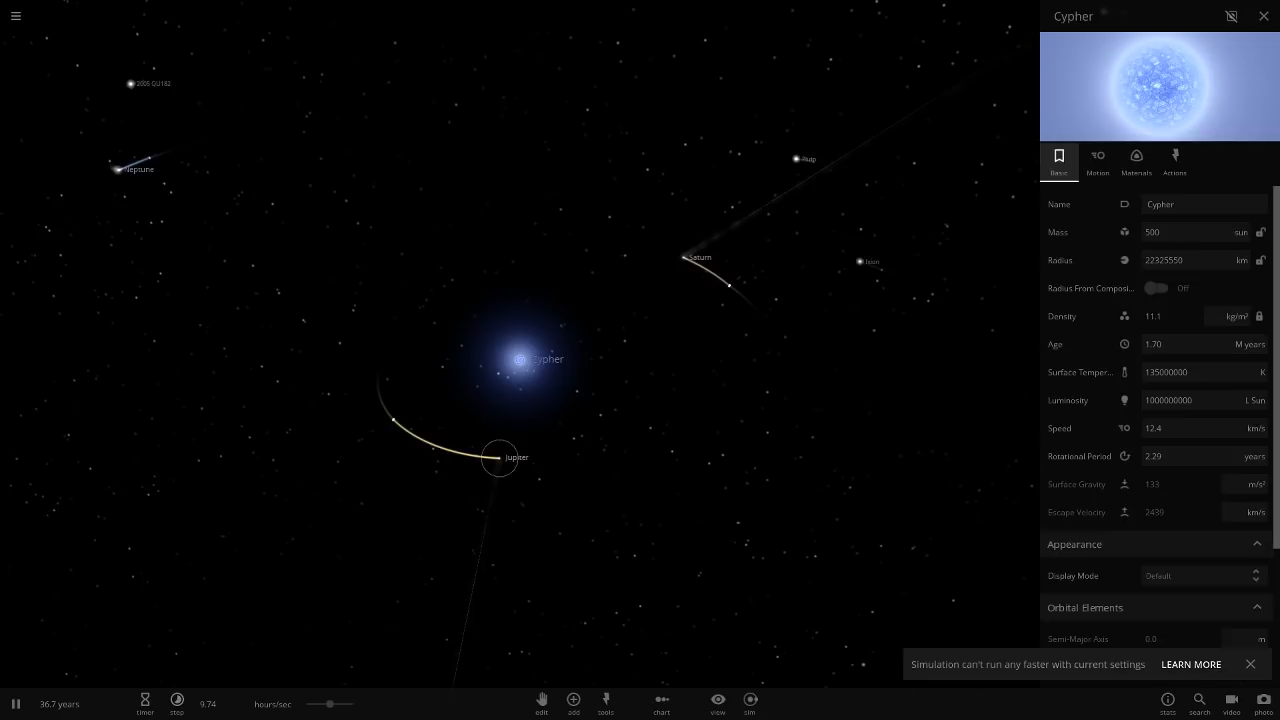 Cypher
2005 QU182
Neptune
Saturn
Ixion
Cypher
Jupiter
Basic Motion Materials Actions
Name Cypher
Mass 500 sun
Radius 22325550 km
Radius From Composi... Off
Density 11.1 kg/m³
Age 1.70 M years
Surface Temper... 135000000 K
Luminosity 1000000000 L Sun
Speed 12.4 km/s
Rotational Period 2.29 years
Surface Gravity 133 m/s²
Escape Velocity 2439 km/s
Appearance
Display Mode Default
Orbital Elements
Semi-Major Axis 0.0 m
Simulation can't run any faster with current settings LEARN MORE
36.7 years timer step 9.74 hours/sec edit add tools chart view sim stats search video photo